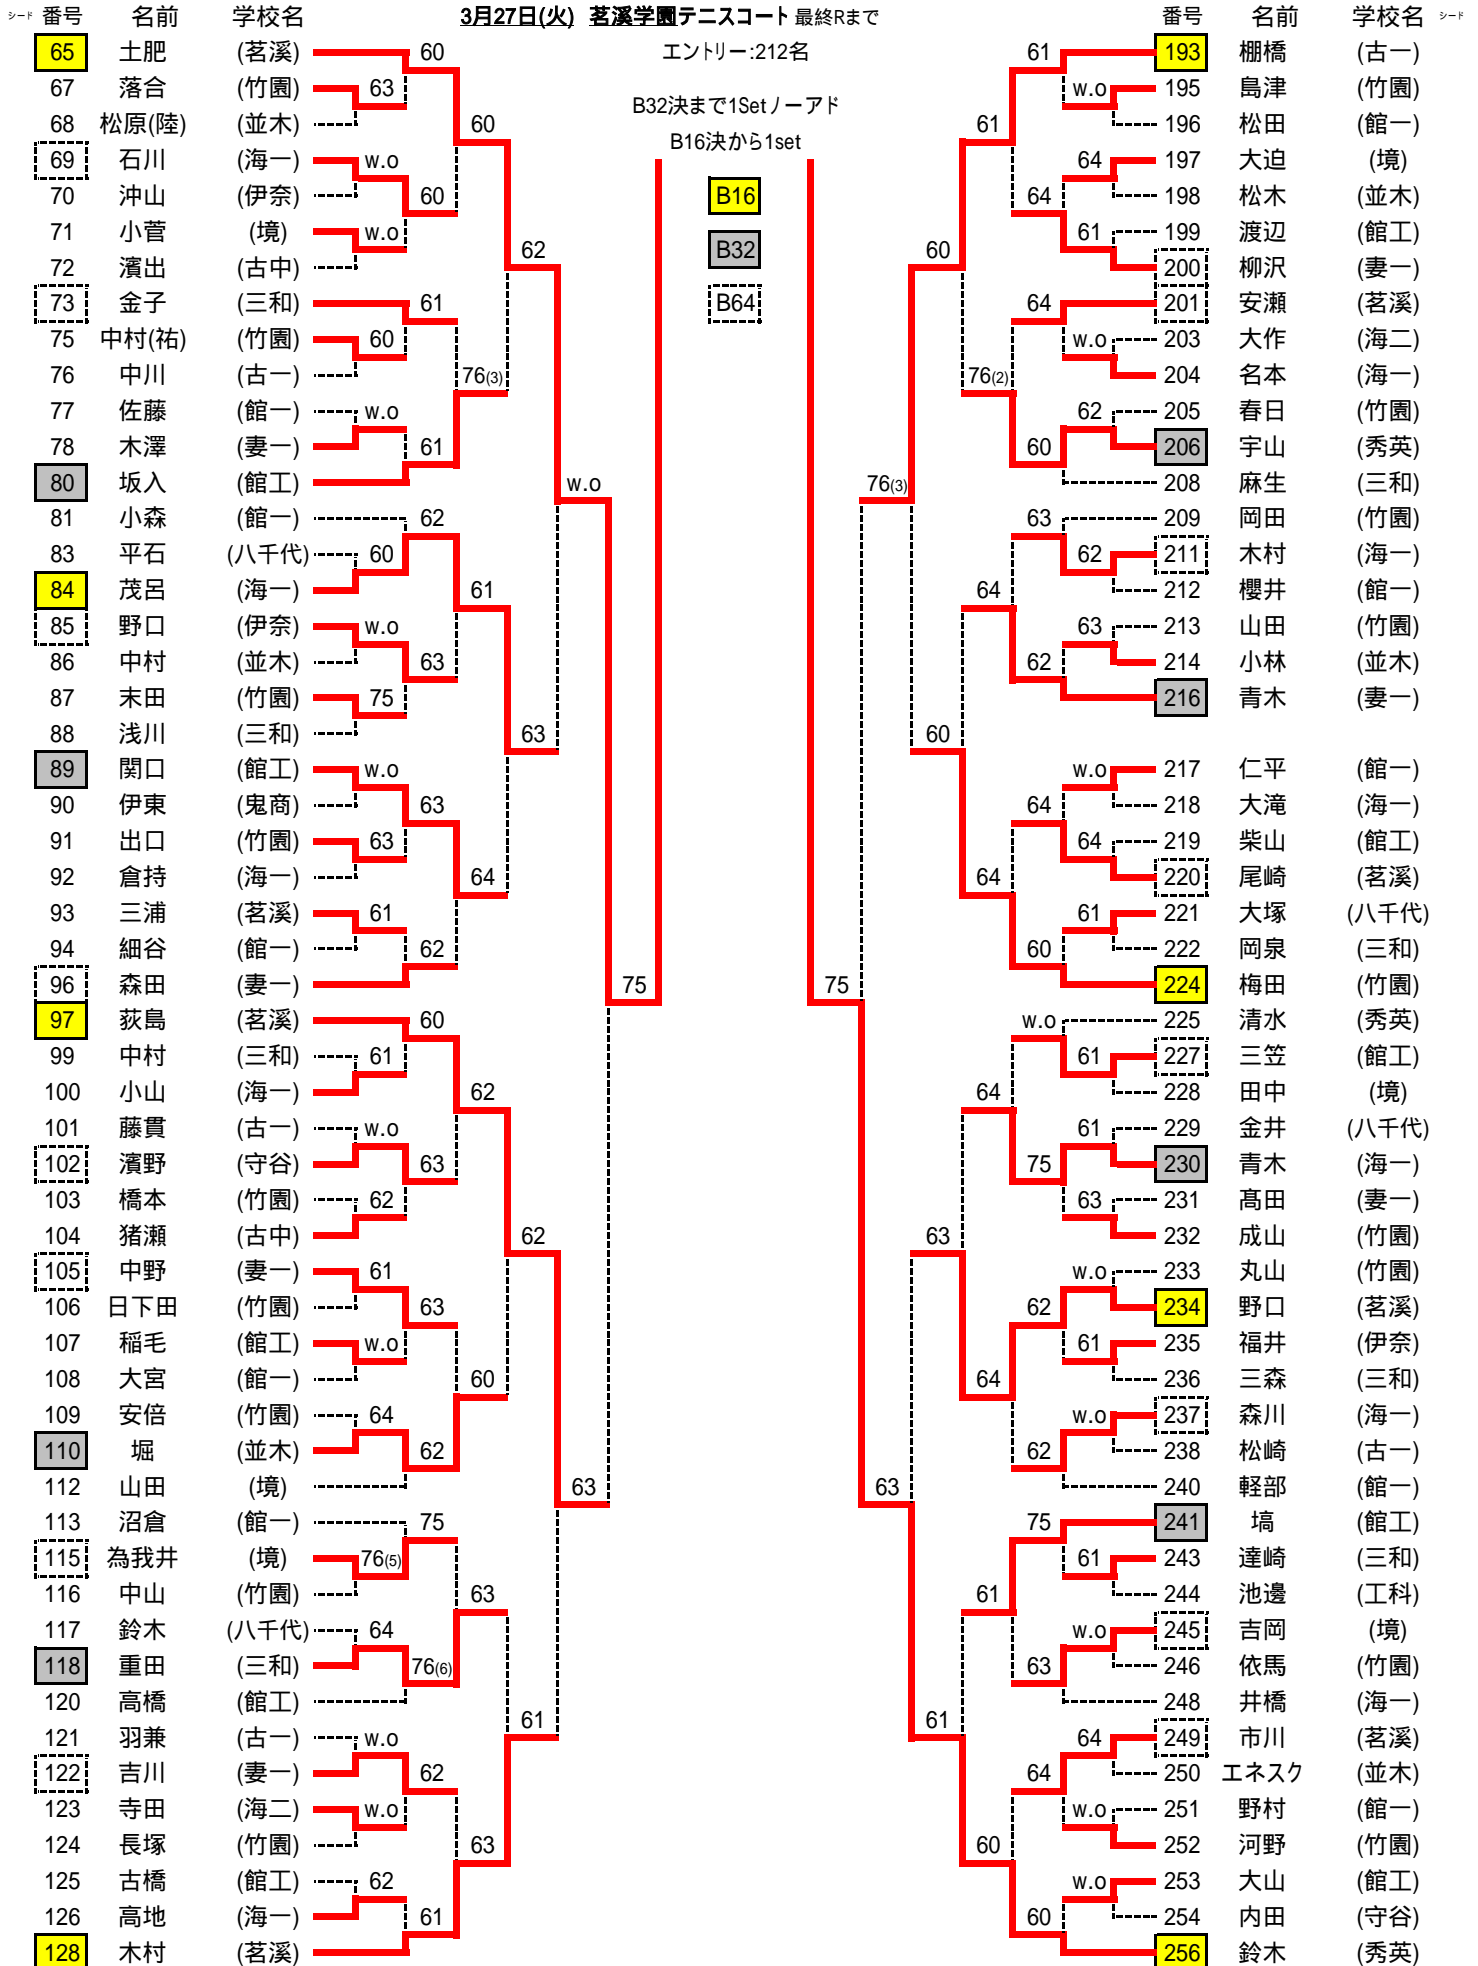 シード 番号 名前 学校名 3月27日(火) 茗溪学園テニスコート 最終Rまで 番号 名前 学校名 シード
65 土肥 (茗溪) 60 エントリー:212名 61 193 棚橋 (古一)
67 落合 (竹園) 63 w.o 195 島津 (竹園)
B32決まで1Setノーアド
68 松原(陸) (並木) 60 61 196 松田 (館一)
B16決から1set
69 石川 (海一) w.o 64 197 大迫 (境)
70 沖山 (伊奈) 60 B16 64 198 松木 (並木)
71 小菅 (境) w.o 61 199 渡辺 (館工)
72 濱出 (古中) 62 B32 60 200 柳沢 (妻一)
73 金子 (三和) 61 B64 64 201 安瀬 (茗溪)
75 中村(祐) (竹園) 60 w.o 203 大作 (海二)
76 中川 (古一) 76(3) 76(2) 204 名本 (海一)
77 佐藤 (館一) w.o 62 205 春日 (竹園)
78 木澤 (妻一) 61 60 206 宇山 (秀英)
80 坂入 (館工) w.o 76(3) 208 麻生 (三和)
81 小森 (館一) 62 63 209 岡田 (竹園)
83 平石 (八千代) 60 62 211 木村 (海一)
84 茂呂 (海一) 61 64 212 櫻井 (館一)
85 野口 (伊奈) w.o 63 213 山田 (竹園)
86 中村 (並木) 63 62 214 小林 (並木)
87 末田 (竹園) 75 216 青木 (妻一)
88 浅川 (三和) 63 60
89 関口 (館工) w.o w.o 217 仁平 (館一)
90 伊東 (鬼商) 63 64 218 大滝 (海一)
91 出口 (竹園) 63 64 219 柴山 (館工)
92 倉持 (海一) 64 64 220 尾崎 (茗溪)
93 三浦 (茗溪) 61 61 221 大塚 (八千代)
94 細谷 (館一) 62 60 222 岡泉 (三和)
96 森田 (妻一) 75 75 224 梅田 (竹園)
97 荻島 (茗溪) 60 w.o 225 清水 (秀英)
99 中村 (三和) 61 61 227 三笠 (館工)
100 小山 (海一) 62 64 228 田中 (境)
101 藤貫 (古一) w.o 61 229 金井 (八千代)
102 濱野 (守谷) 63 75 230 青木 (海一)
103 橋本 (竹園) 62 63 231 髙田 (妻一)
104 猪瀬 (古中) 62 63 232 成山 (竹園)
105 中野 (妻一) 61 w.o 233 丸山 (竹園)
106 日下田 (竹園) 63 62 234 野口 (茗溪)
107 稲毛 (館工) w.o 61 235 福井 (伊奈)
108 大宮 (館一) 60 64 236 三森 (三和)
109 安倍 (竹園) 64 w.o 237 森川 (海一)
110 堀 (並木) 62 62 238 松崎 (古一)
112 山田 (境) 63 63 240 軽部 (館一)
113 沼倉 (館一) 75 75 241 塙 (館工)
115 為我井 (境) 76(5) 61 243 達崎 (三和)
116 中山 (竹園) 63 61 244 池邊 (工科)
117 鈴木 (八千代) 64 w.o 245 吉岡 (境)
118 重田 (三和) 76(6) 63 246 依馬 (竹園)
120 高橋 (館工) 248 井橋 (海一)
121 羽兼 (古一) w.o 61 61 64 249 市川 (茗溪)
122 吉川 (妻一) 62 64 250 エネスク (並木)
123 寺田 (海二) w.o w.o 251 野村 (館一)
124 長塚 (竹園) 63 60 252 河野 (竹園)
125 古橋 (館工) 62 w.o 253 大山 (館工)
126 高地 (海一) 61 60 254 内田 (守谷)
128 木村 (茗溪) 256 鈴木 (秀英)